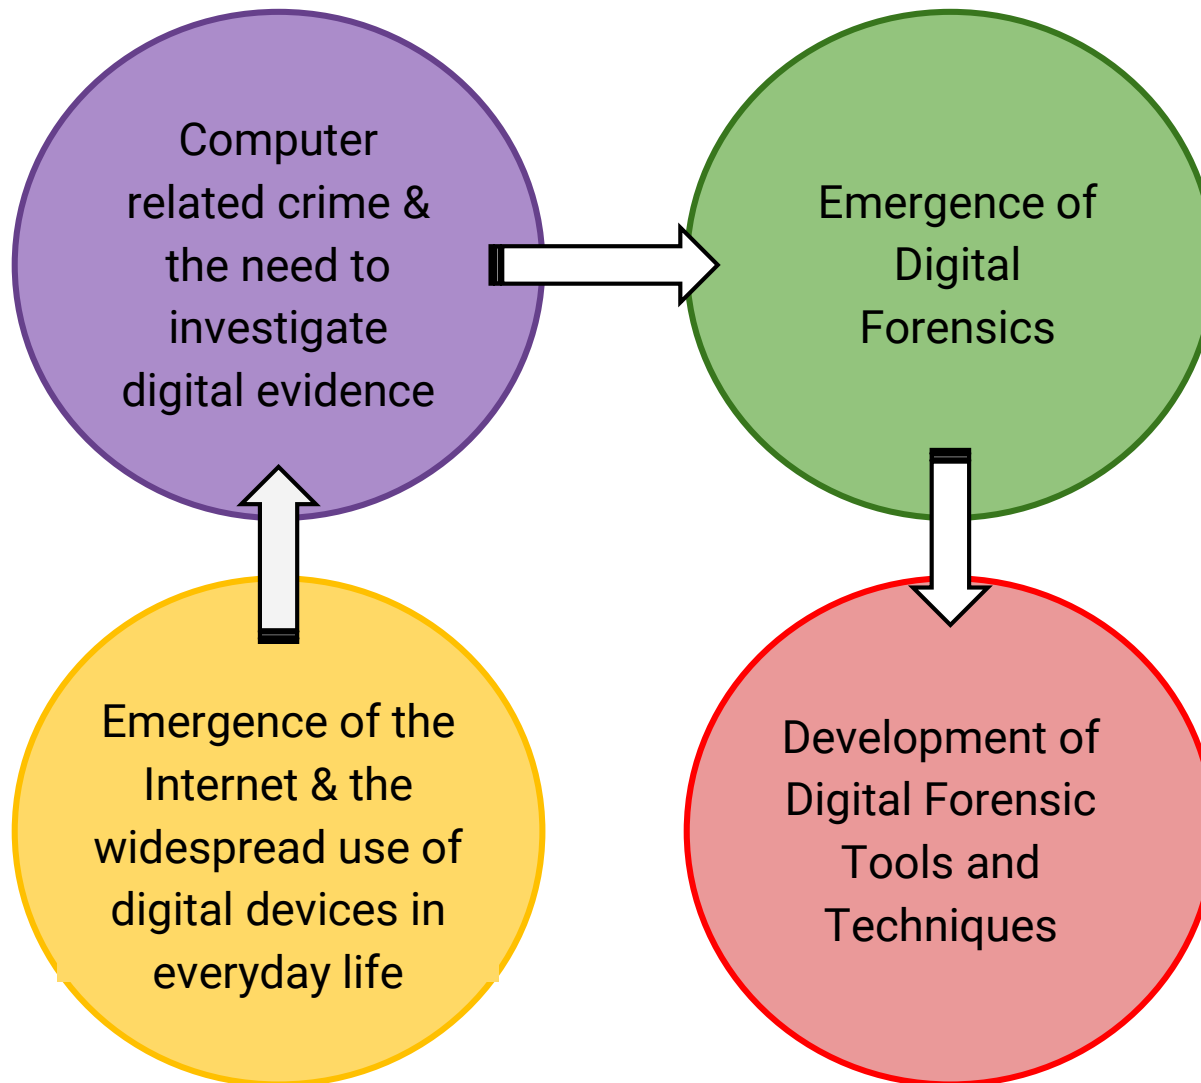 Computer
related crime &
the need to
investigate
digital evidence
Emergence of
Digital
Forensics
Emergence of the
Internet & the
widespread use of
digital devices in
everyday life
Development of
Digital Forensic
Tools and
Techniques